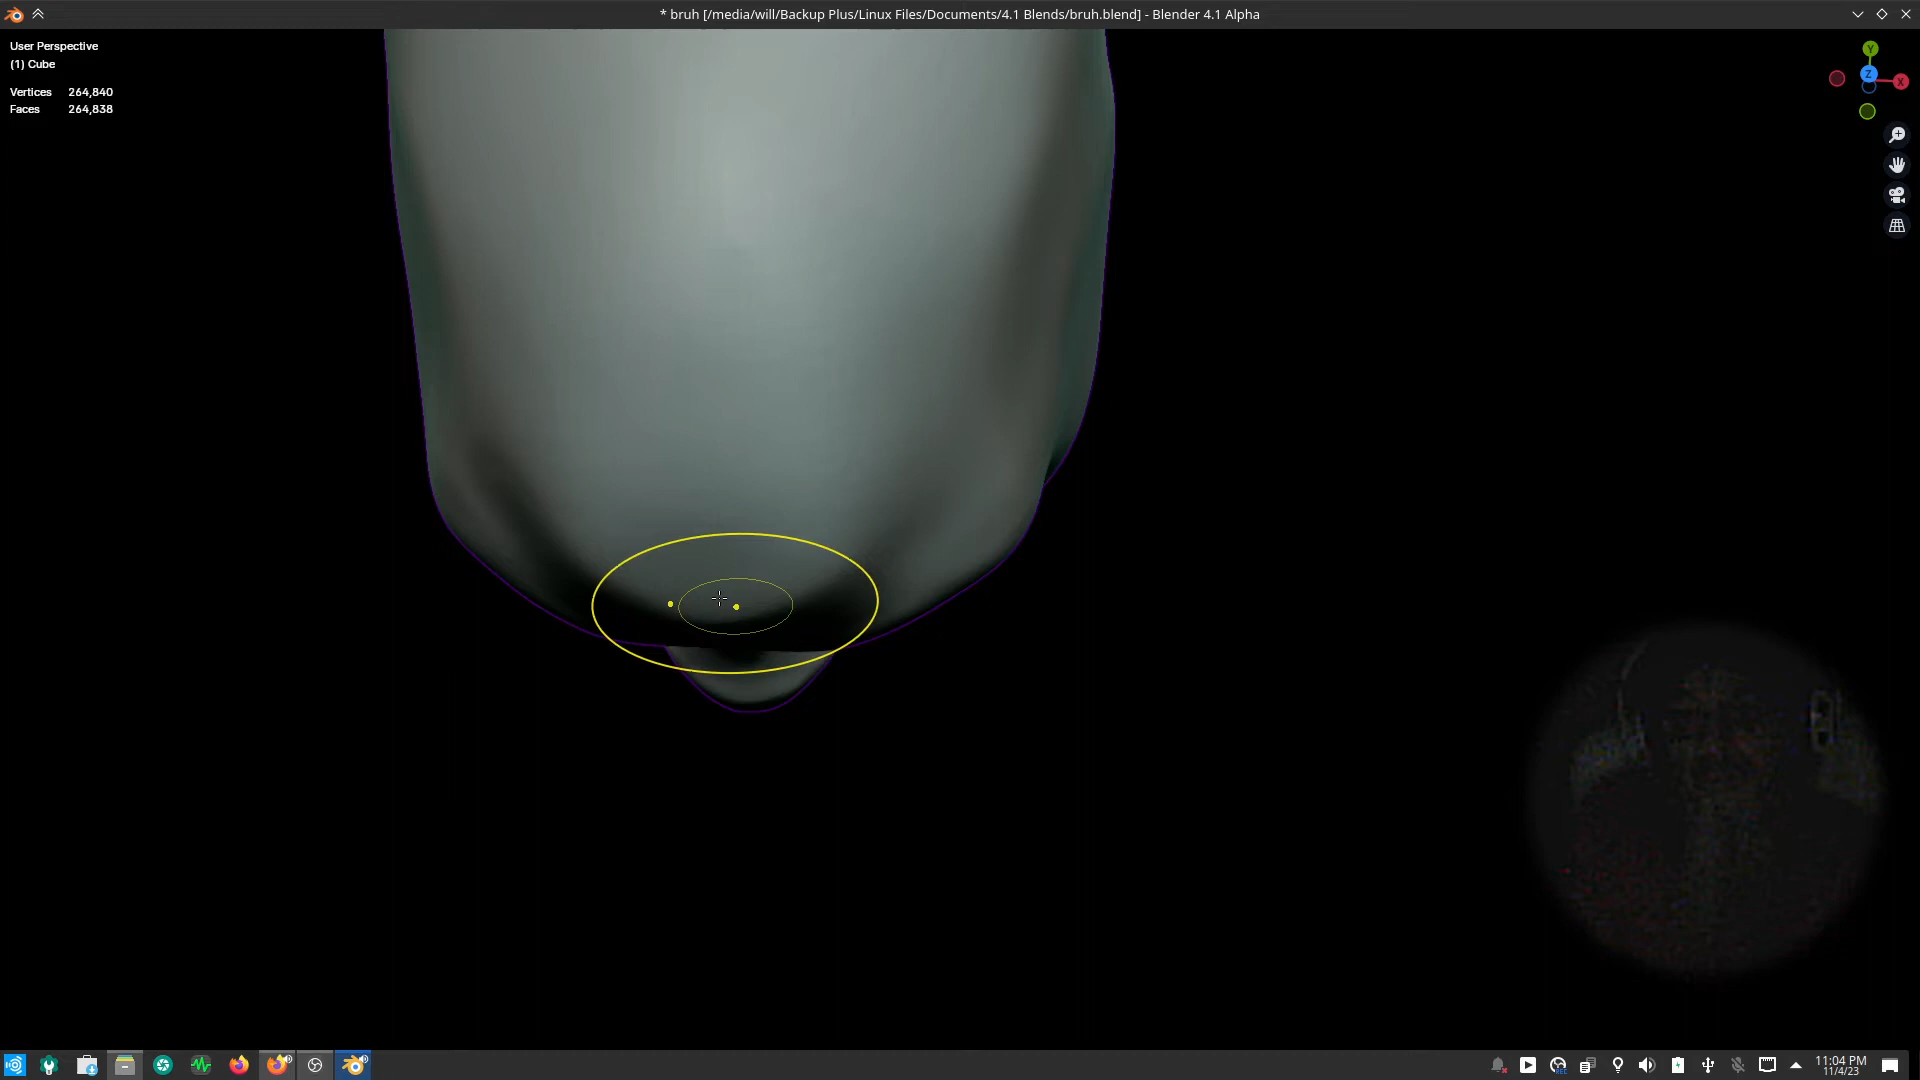 * bruh [/media/will/Backup Plus/Linux Files/Documents/4.1 Blends/bruh.blend] - Blender 4.1 Alpha
User Perspective
(1) Cube
Vertices 264,840
Faces 264,838
Y
Z
X
REC
11:04 PM
11/4/23